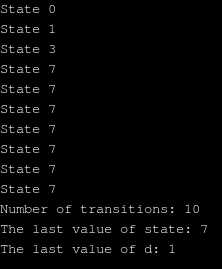 State 0
State 1
State 3
State 7
State 7
State 7
State 7
State 7
State 7
State 7
Number of transitions: 10
The last value of state: 7
The last value of d: 1